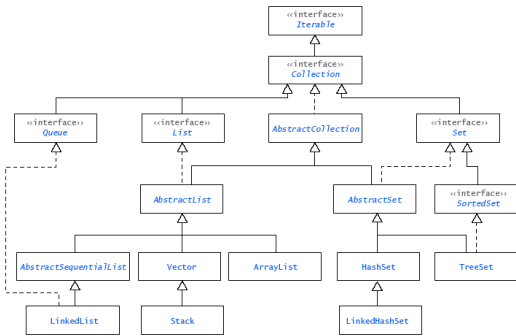 ‹‹interface››
Iterable
‹‹interface››
Collection
‹‹interface››
Queue
‹‹interface››
List
AbstractCollection
‹‹interface››
Set
AbstractList
AbstractSet
‹‹interface››
SortedSet
AbstractSequentialList
Vector
ArrayList
HashSet
TreeSet
LinkedList
Stack
LinkedHashSet